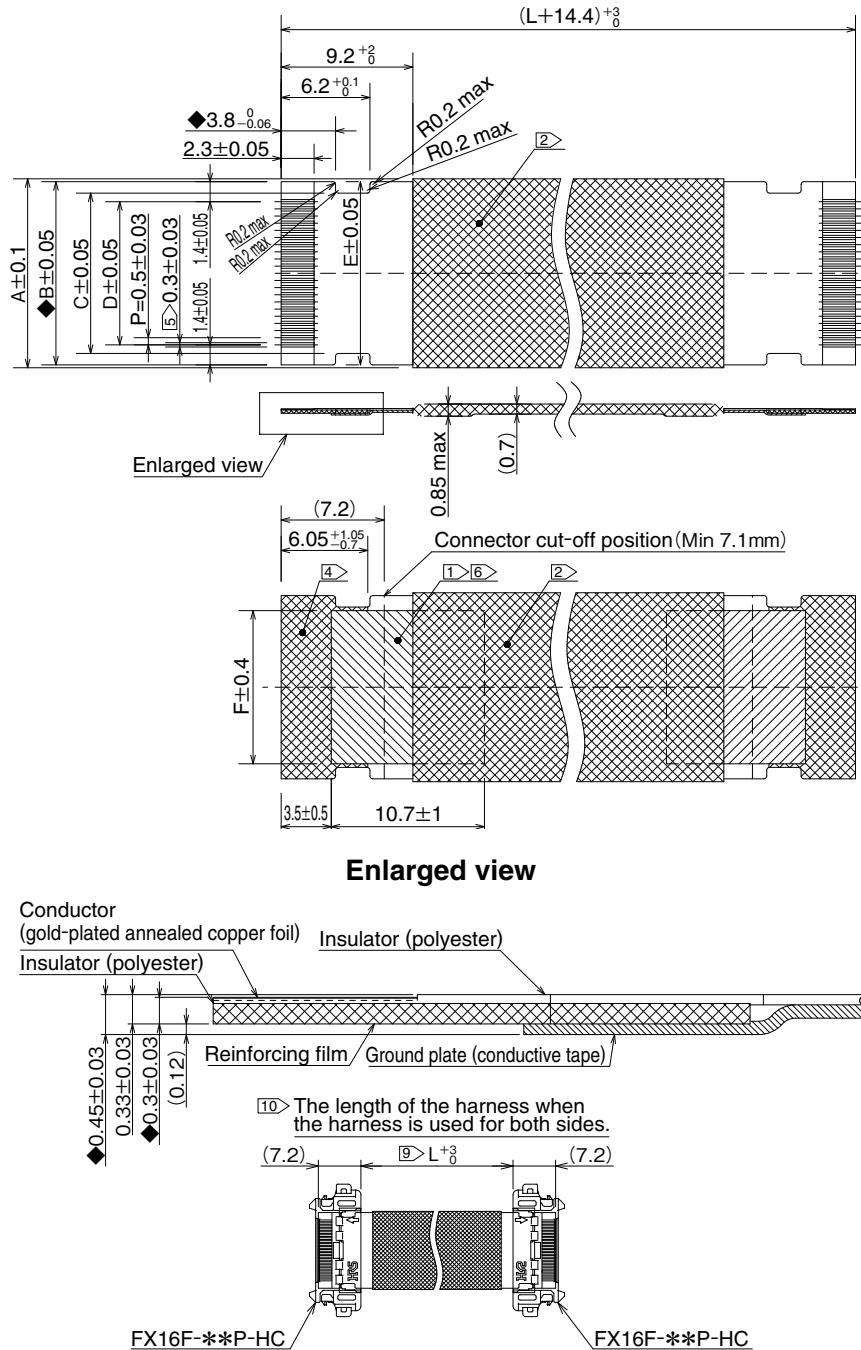 (L+14.4)+3 0
9.2 +2 0
6.2+0.1 0
◆3.8 0 -0.06
2.3±0.05
R0.2 max
R0.2 max
2
A±0.1
◆B±0.05
C±0.05
D±0.05
P=0.5±0.03
5 0.3±0.03
1.4±0.05
1.4±0.05
R0.2 max
R0.2 max
E±0.05
Enlarged view
0.85 max
(0.7)
(7.2)
6.05+1.05 -0.7
Connector cut-off position(Min 7.1mm)
4
1 6
2
F±0.4
3.5±0.5
10.7±1
Enlarged view
Conductor
(gold-plated annealed copper foil)
Insulator (polyester)
Insulator (polyester)
Reinforcing film
Ground plate (conductive tape)
◆0.45±0.03
0.33±0.03
◆0.3±0.03
(0.12)
10 The length of the harness when
the harness is used for both sides.
(7.2)
9 L+3 0
(7.2)
HRS
HRS
FX16F-**P-HC
FX16F-**P-HC